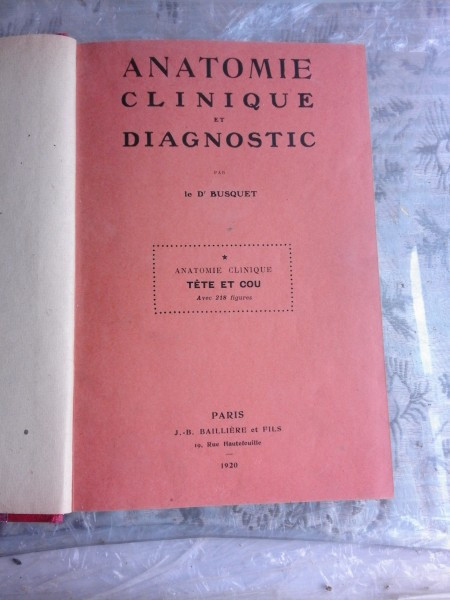 ANATOMIE
CLINIQUE
ET
DIAGNOSTIC
PAR
le Dr BUSQUET
★
ANATOMIE CLINIQUE
TÊTE ET COU
Avec 218 figures
PARIS
J.-B. BAILLIÈRE et FILS
19, Rue Hautefeuille
—
1920